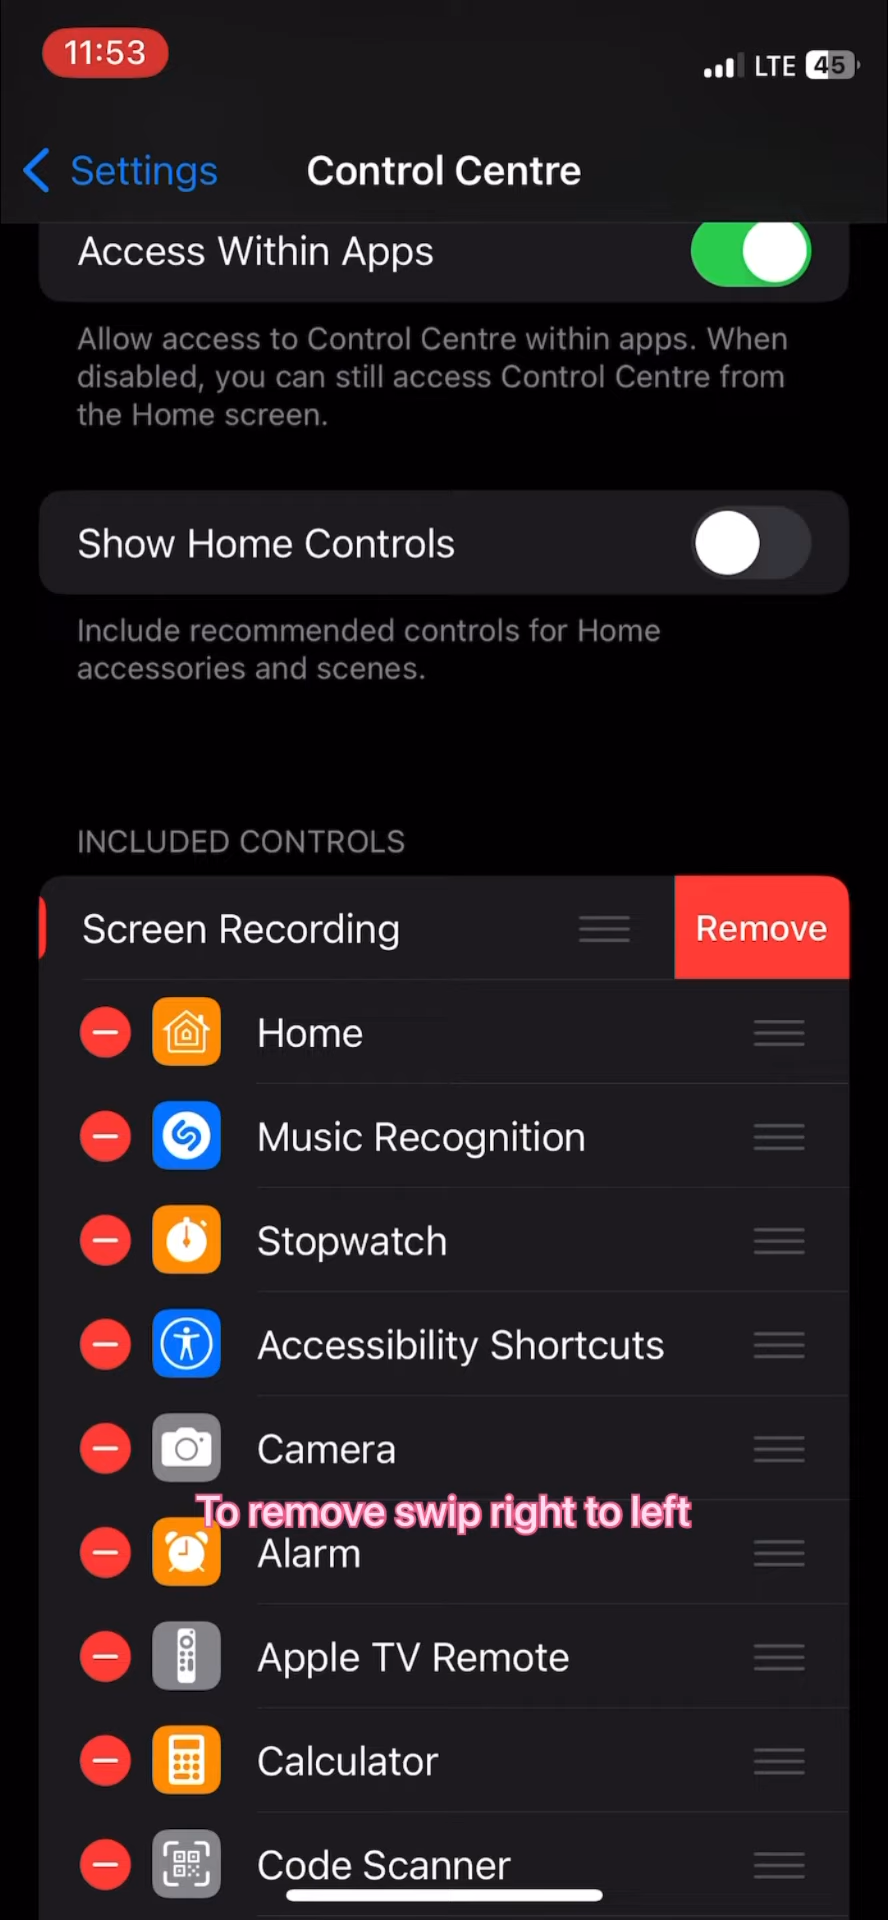 11:53
LTE 45
Settings
Control Centre
Access Within Apps
Allow access to Control Centre within apps. When
disabled, you can still access Control Centre from
the Home screen.
Show Home Controls
Include recommended controls for Home
accessories and scenes.
INCLUDED CONTROLS
Screen Recording
Remove
Home
Music Recognition
Stopwatch
Accessibility Shortcuts
Camera
To remove swip right to left
Alarm
Apple TV Remote
Calculator
Code Scanner